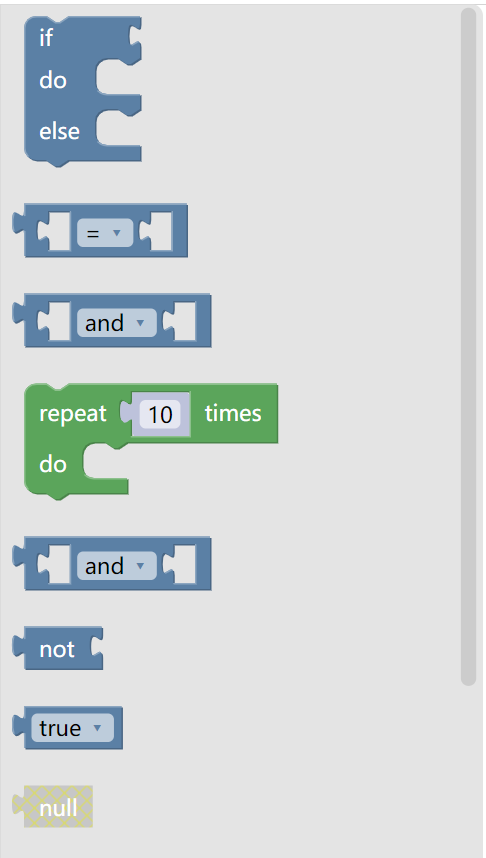 if
do
else
=
and
repeat 10 times
do
and
not
true
null